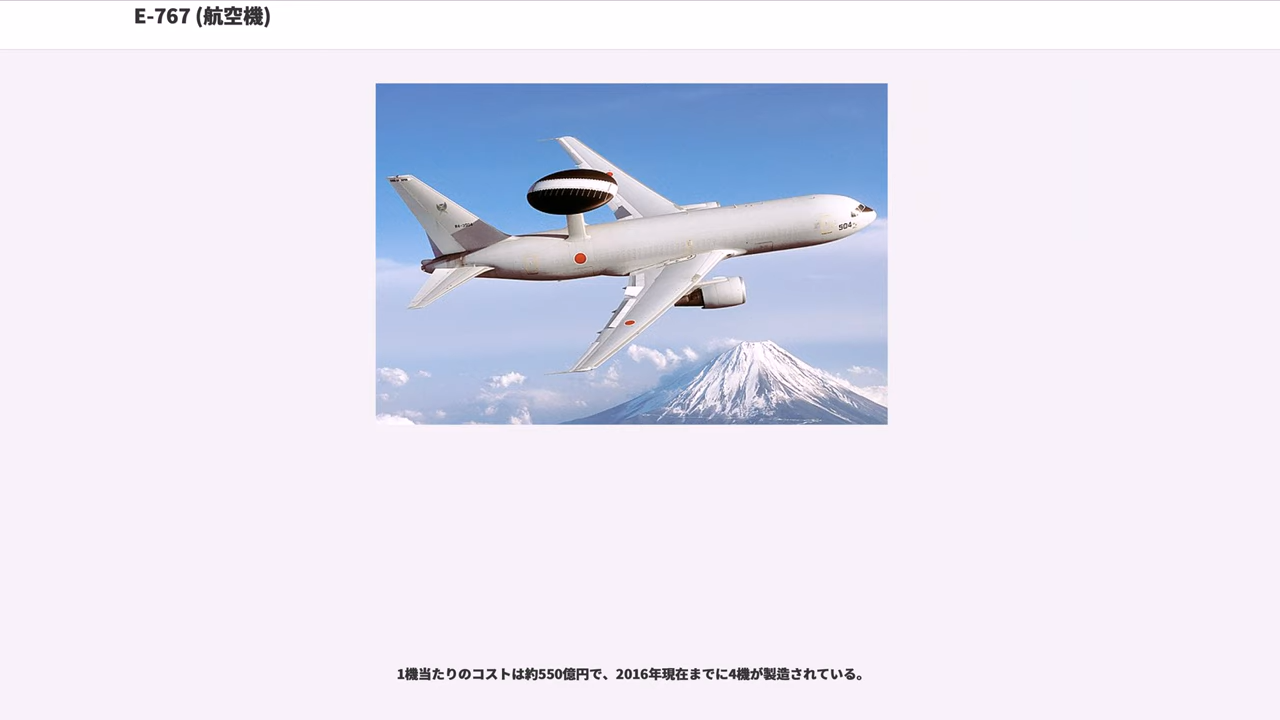 E-767 (航空機)
504
1機当たりのコストは約550億円で、2016年現在までに4機が製造されている。